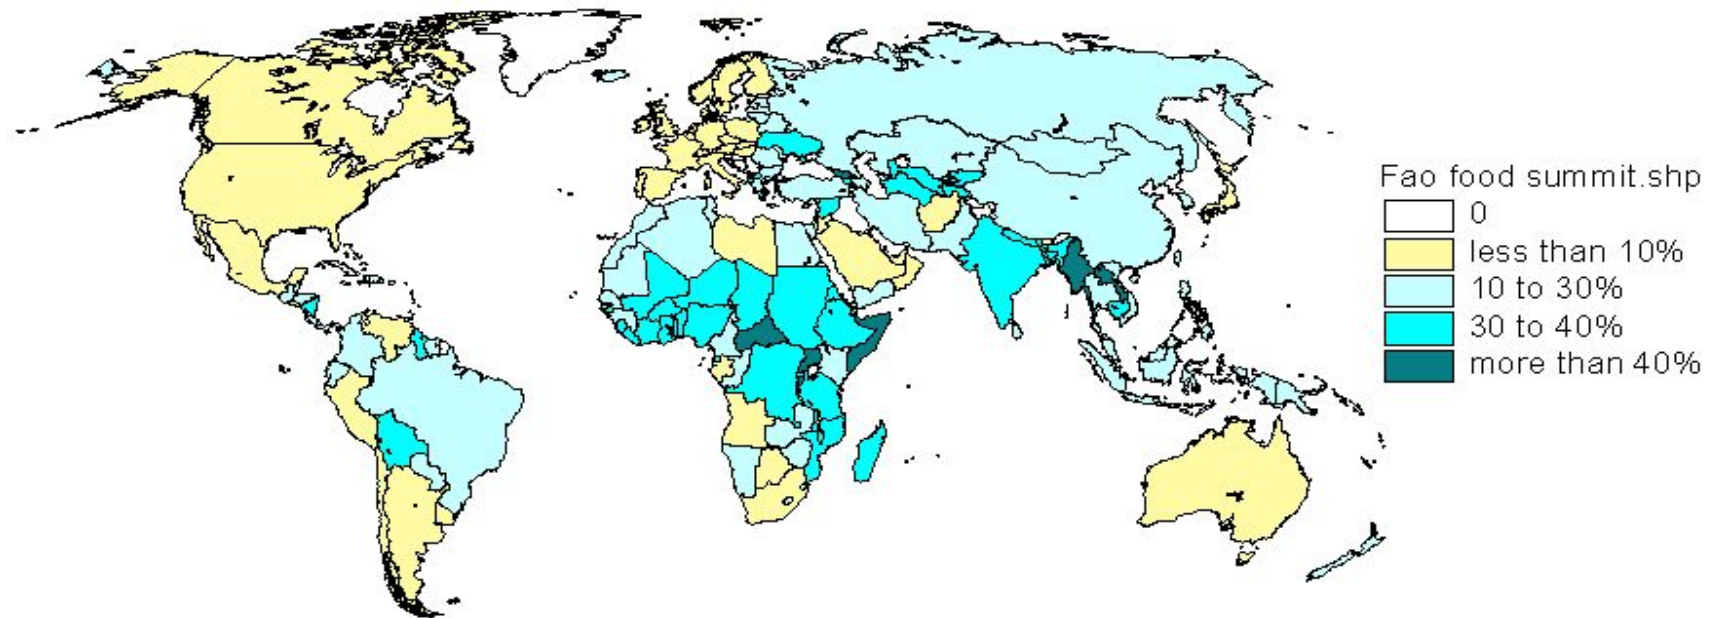 Fao food summit.shp
0
less than 10%
10 to 30%
30 to 40%
more than 40%